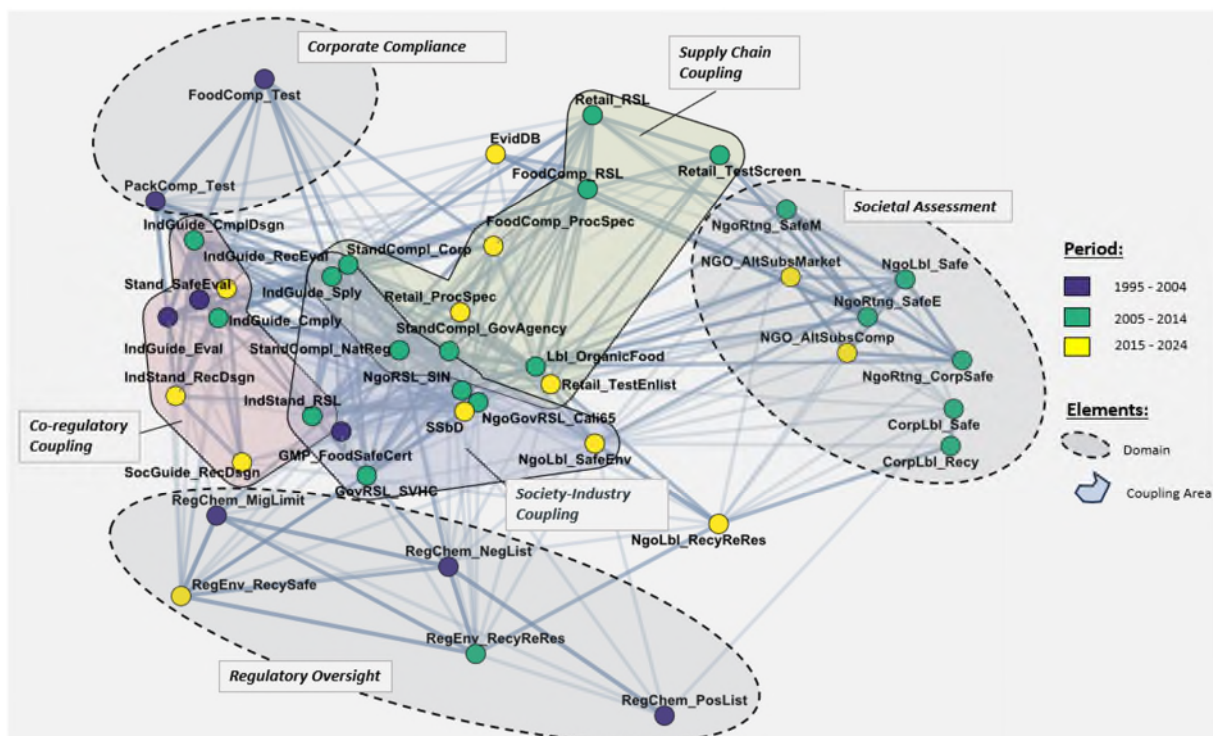 Corporate Compliance
FoodComp_Test
Supply Chain
Coupling
Retail_RSL
EvidDB
Retail_TestScreen
FoodComp_RSL
PackComp_Test
Societal Assessment
NgoRtng_SafeM
IndGuide_CmplDsgn
FoodComp_ProcSpec
StandCompl_Corp
IndGuide_RecEval
NGO_AltSubsMarket
NgoLbl_Safe
Stand_SafeEval
IndGuide_Sply
Retail_ProcSpec
NgoRtng_SafeE
IndGuide_Cmply
StandCompl_GovAgency
NGO_AltSubsComp
IndGuide_Eval
StandCompl_NatReg
Lbl_OrganicFood
NgoRtng_CorpSafe
IndStand_RecDsgn
NgoRSL_SIN
Retail_TestEnlist
IndStand_RSL
NgoGovRSL_Cali65
CorpLbl_Safe
Co-regulatory
Coupling
SSbD
GMP_FoodSafeCert
NgoLbl_SafeEnv
CorpLbl_Recy
SocGuide_RecDsgn
GovRSL_SVHC
Society-Industry
Coupling
RegChem_MigLimit
NgoLbl_RecyReRes
RegChem_NegList
RegEnv_RecySafe
RegEnv_RecyReRes
Regulatory Oversight
RegChem_PosList
Period:
1995 - 2004
2005 - 2014
2015 - 2024
Elements:
Domain
Coupling Area